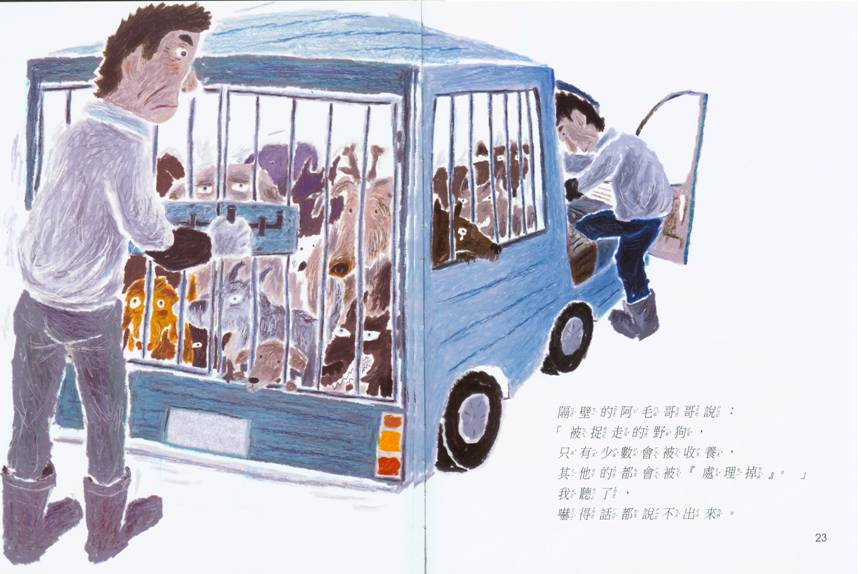 隔壁的阿毛哥哥說：
「被捉走的野狗，
只有少數會被收養，
其他的都會被『處理掉』。」
我聽了，
嚇得話都說不出來。
23